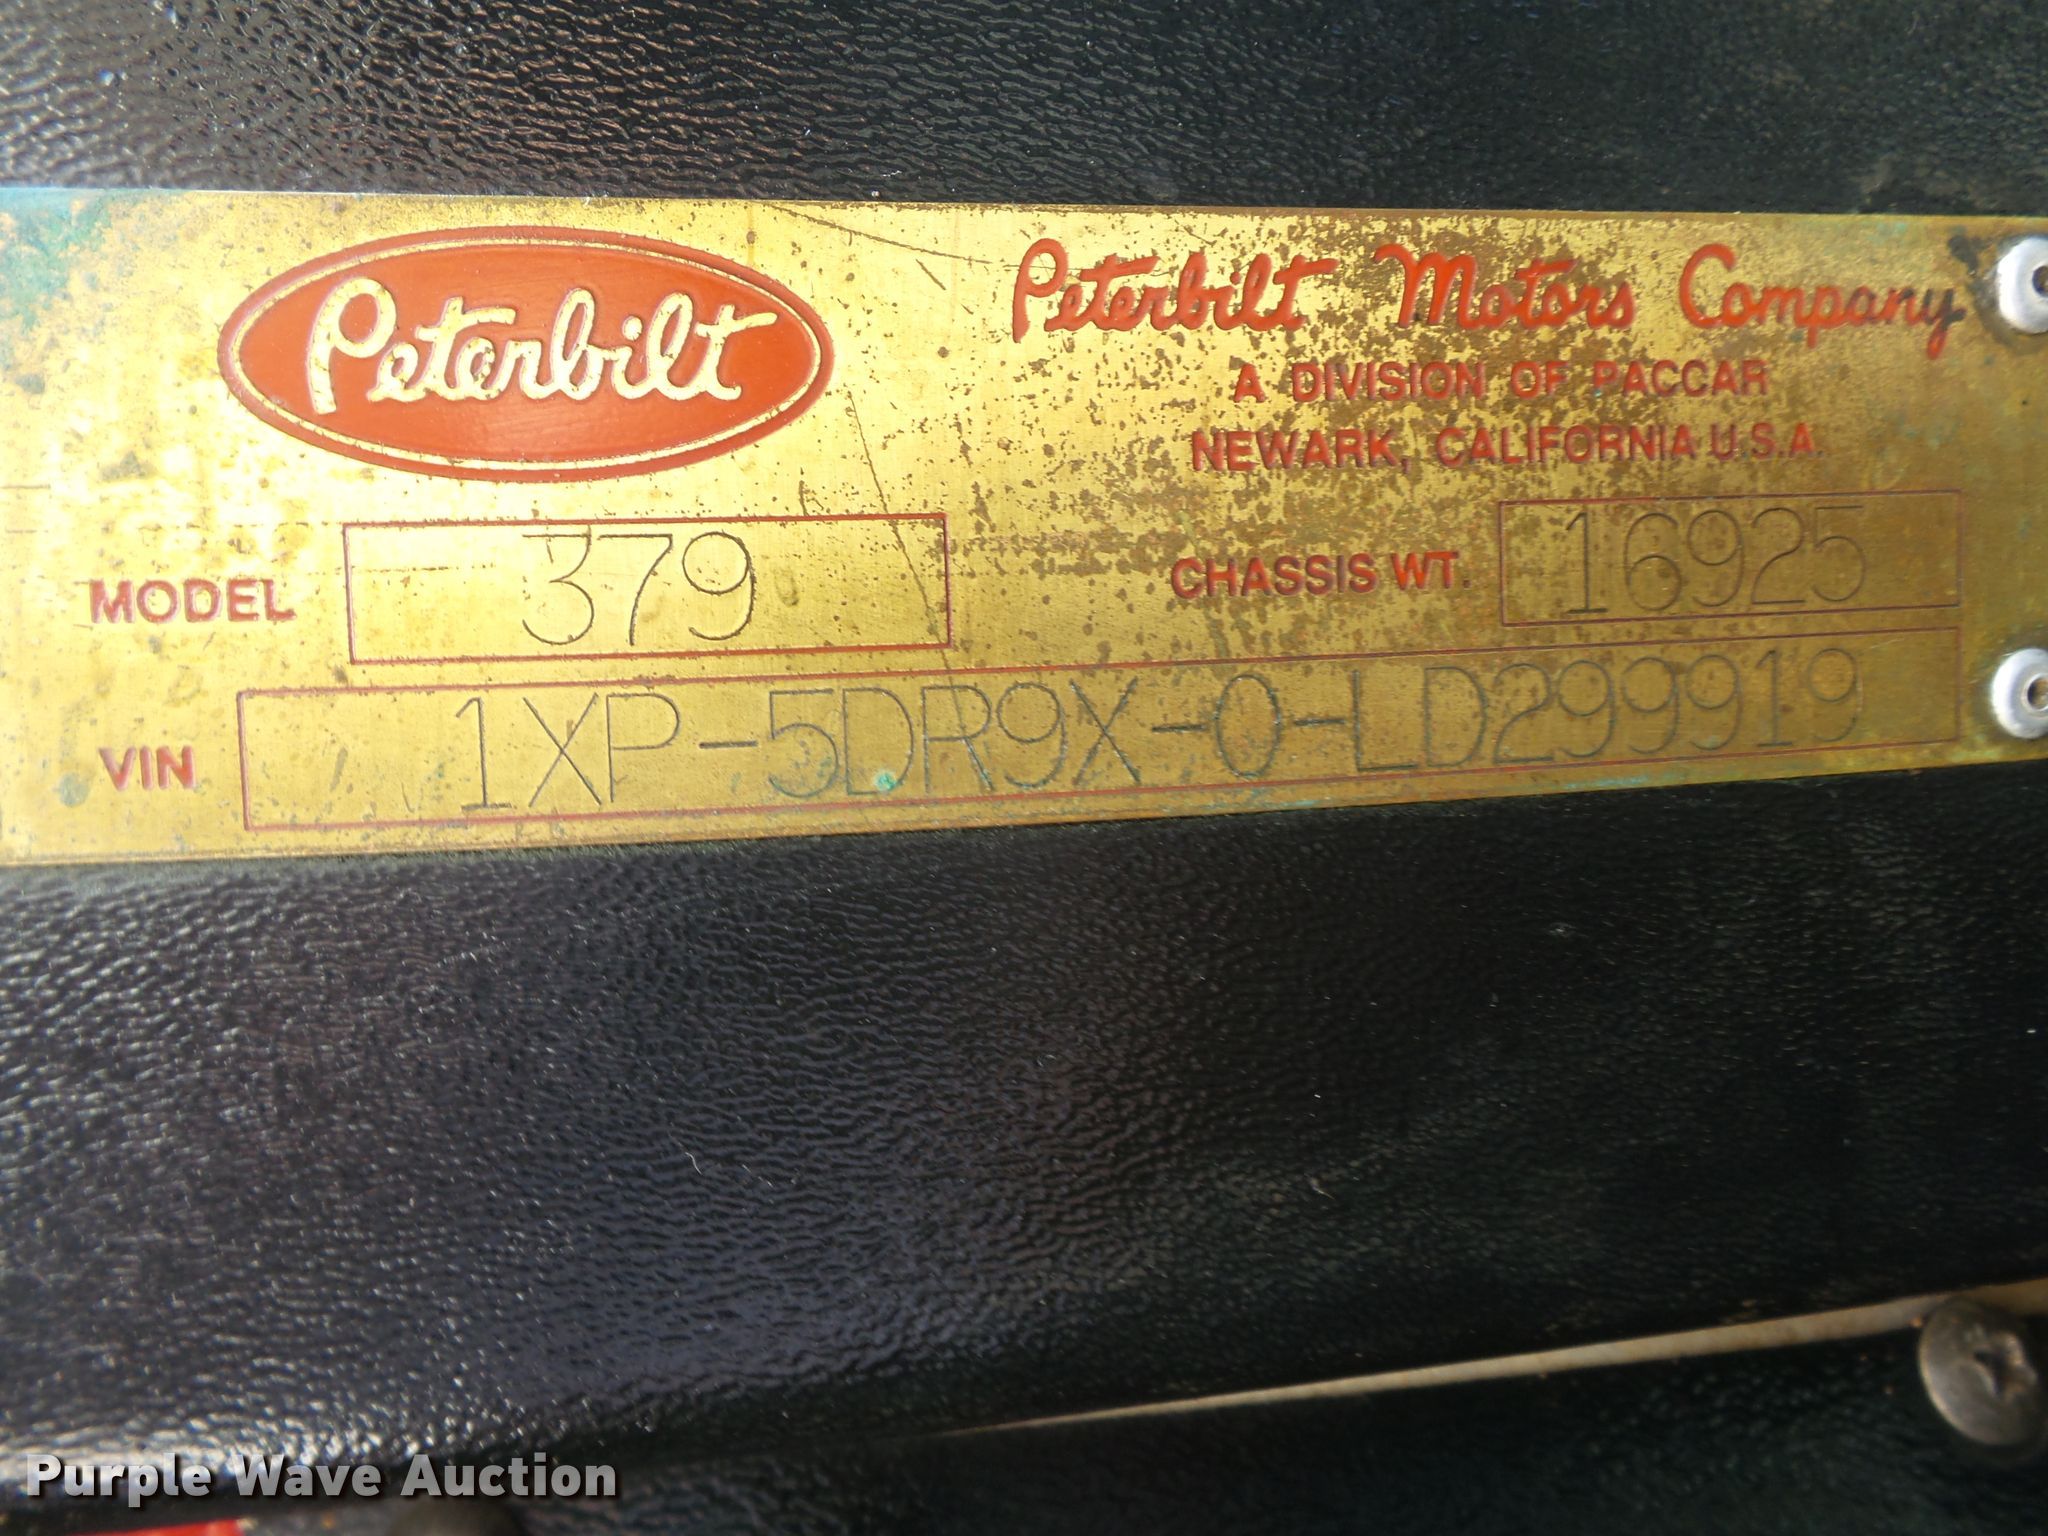 Peterbilt
Peterbilt Motors Company
A DIVISION OF PACCAR
NEWARK, CALIFORNIA U.S.A.
MODEL 379
CHASSIS WT. 16925
VIN 1XP-5DR9X-0-LD299919
Purple Wave Auction